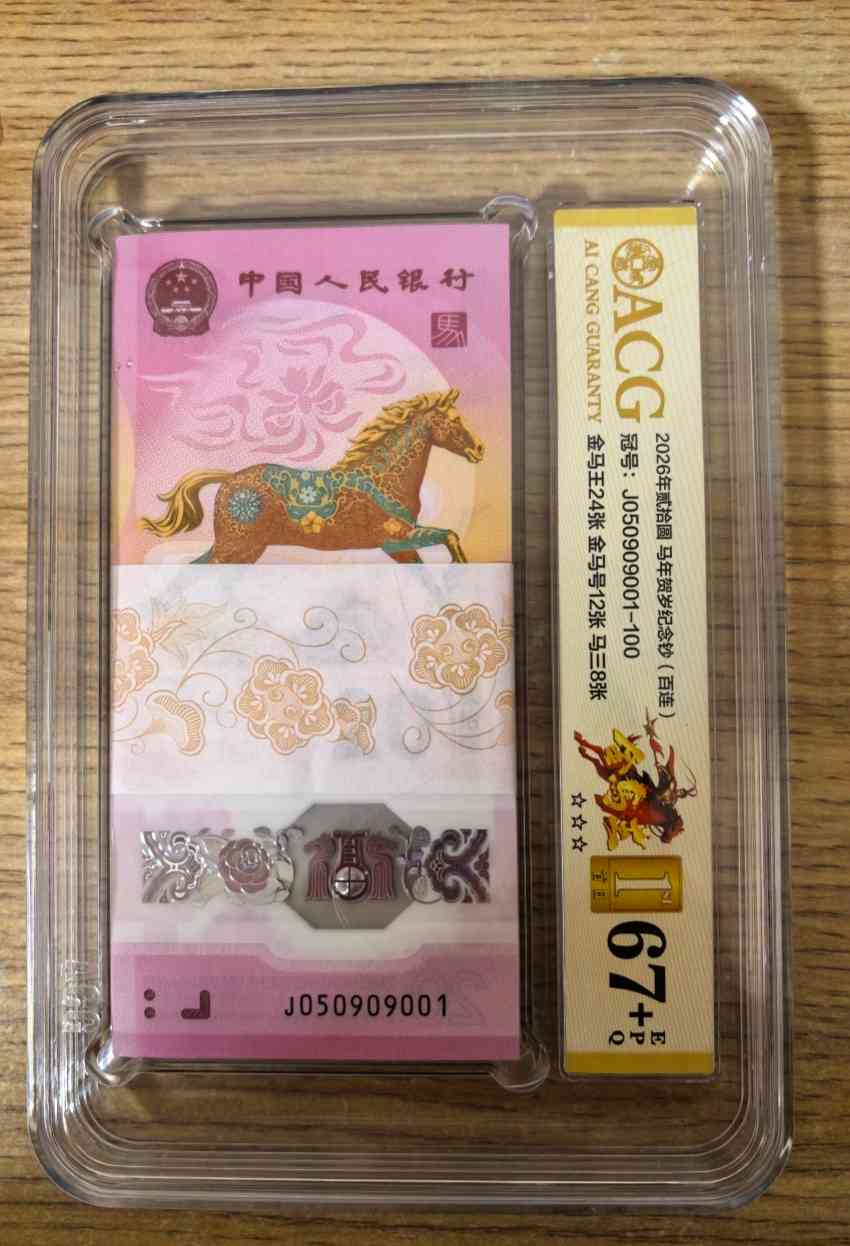 中国人民银行
馬
J050909001
ACG
AI CANG GUARANTY
2026年贰拾圆 马年贺岁纪念钞（百连）
冠号：J050909001-100
金马王24张 金马号12张 马三8张
☆☆☆
67+
E
P
Q